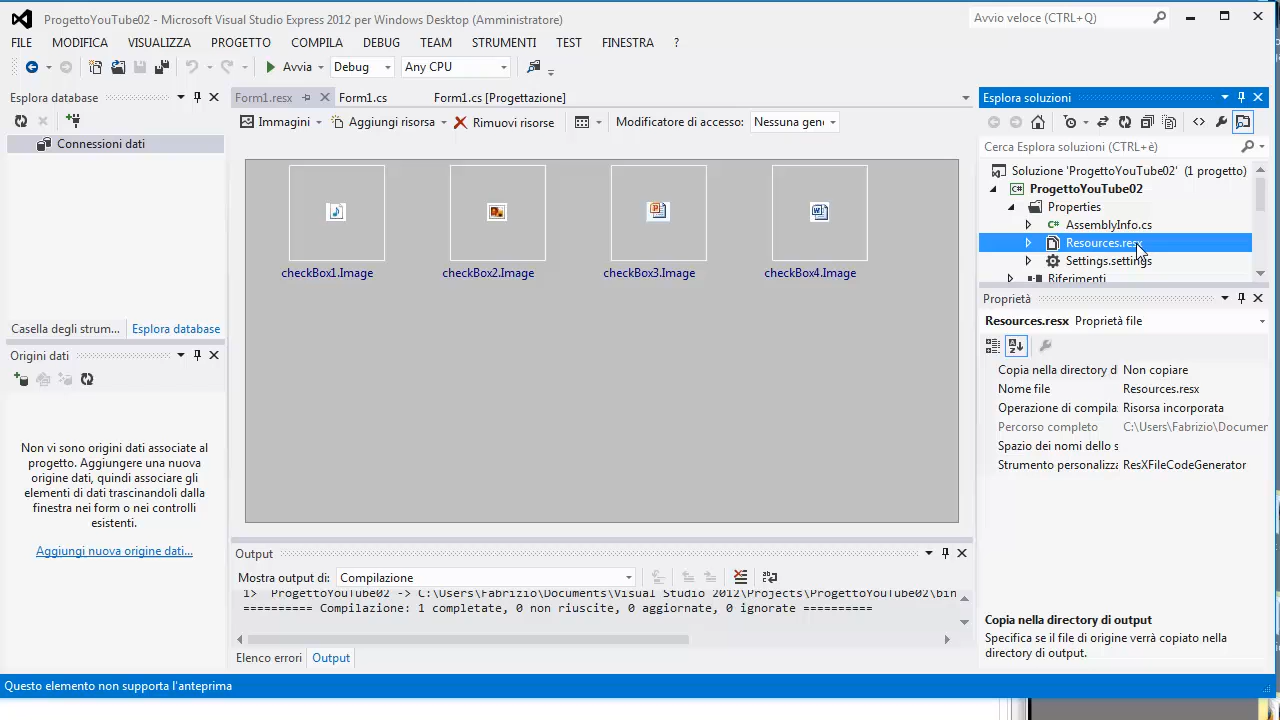 ProgettoYouTube02 - Microsoft Visual Studio Express 2012 per Windows Desktop (Amministratore)
Avvio veloce (CTRL+Q)
FILE MODIFICA VISUALIZZA PROGETTO COMPILA DEBUG TEAM STRUMENTI TEST FINESTRA ?
Avvia Debug Any CPU
Esplora database
Connessioni dati
Casella degli strum... Esplora database
Origini dati
Non vi sono origini dati associate al
progetto. Aggiungere una nuova
origine dati, quindi associare gli
elementi di dati trascinandoli dalla
finestra nei form o nei controlli
esistenti.
Aggiungi nuova origine dati...
Form1.resx Form1.cs Form1.cs [Progettazione]
Immagini Aggiungi risorsa Rimuovi risorse Modificatore di accesso: Nessuna gene
checkBox1.Image checkBox2.Image checkBox3.Image checkBox4.Image
Output
Mostra output di: Compilazione
1> ProgettoYouTube02 -> C:\Users\Fabrizio\Documents\Visual Studio 2012\Projects\ProgettoYouTube02\bin
========== Compilazione: 1 completate, 0 non riuscite, 0 aggiornate, 0 ignorate ==========
Elenco errori Output
Esplora soluzioni
Cerca Esplora soluzioni (CTRL+è)
Soluzione 'ProgettoYouTube02' (1 progetto)
ProgettoYouTube02
Properties
AssemblyInfo.cs
Resources.resx
Settings.settings
Riferimenti
Proprietà
Resources.resx Proprietà file
Copia nella directory d Non copiare
Nome file Resources.resx
Operazione di compila Risorsa incorporata
Percorso completo C:\Users\Fabrizio\Documen
Spazio dei nomi dello s
Strumento personalizza ResXFileCodeGenerator
Copia nella directory di output
Specifica se il file di origine verrà copiato nella
directory di output.
Questo elemento non supporta l'anteprima